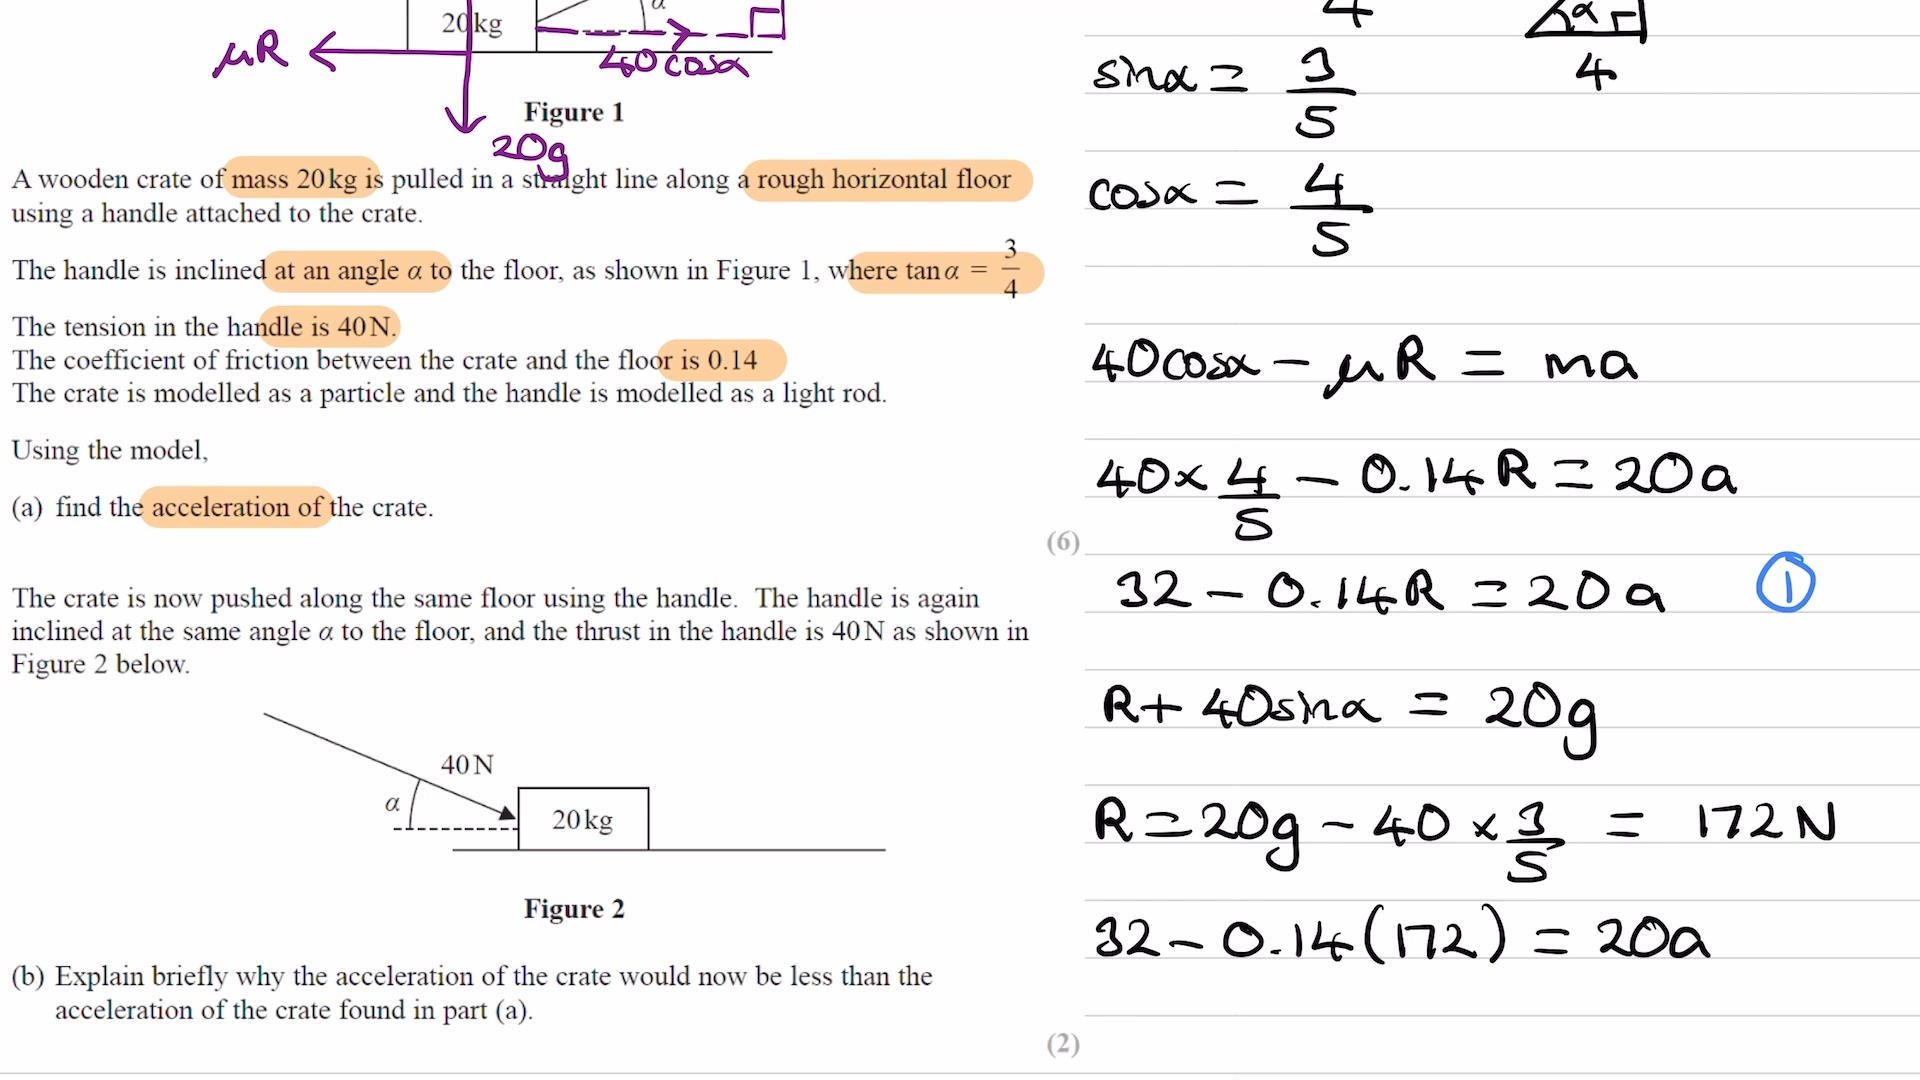 20kg
α
μR
40cosα
Figure 1
20g
A wooden crate of mass 20 kg is pulled in a straight line along a rough horizontal floor
using a handle attached to the crate.
The handle is inclined at an angle α to the floor, as shown in Figure 1, where tan α = 3/4
The tension in the handle is 40 N.
The coefficient of friction between the crate and the floor is 0.14
The crate is modelled as a particle and the handle is modelled as a light rod.
Using the model,
(a) find the acceleration of the crate.
(6)
The crate is now pushed along the same floor using the handle. The handle is again
inclined at the same angle α to the floor, and the thrust in the handle is 40 N as shown in
Figure 2 below.
40 N
α
20 kg
Figure 2
(b) Explain briefly why the acceleration of the crate would now be less than the
acceleration of the crate found in part (a).
(2)
4
α
4
sinα = 3/5
cosα = 4/5
40cosα − μR = ma
40 × 4/5 − 0.14R = 20a
32 − 0.14R = 20a ①
R + 40sinα = 20g
R = 20g − 40 × 3/5 = 172N
32 − 0.14(172) = 20a